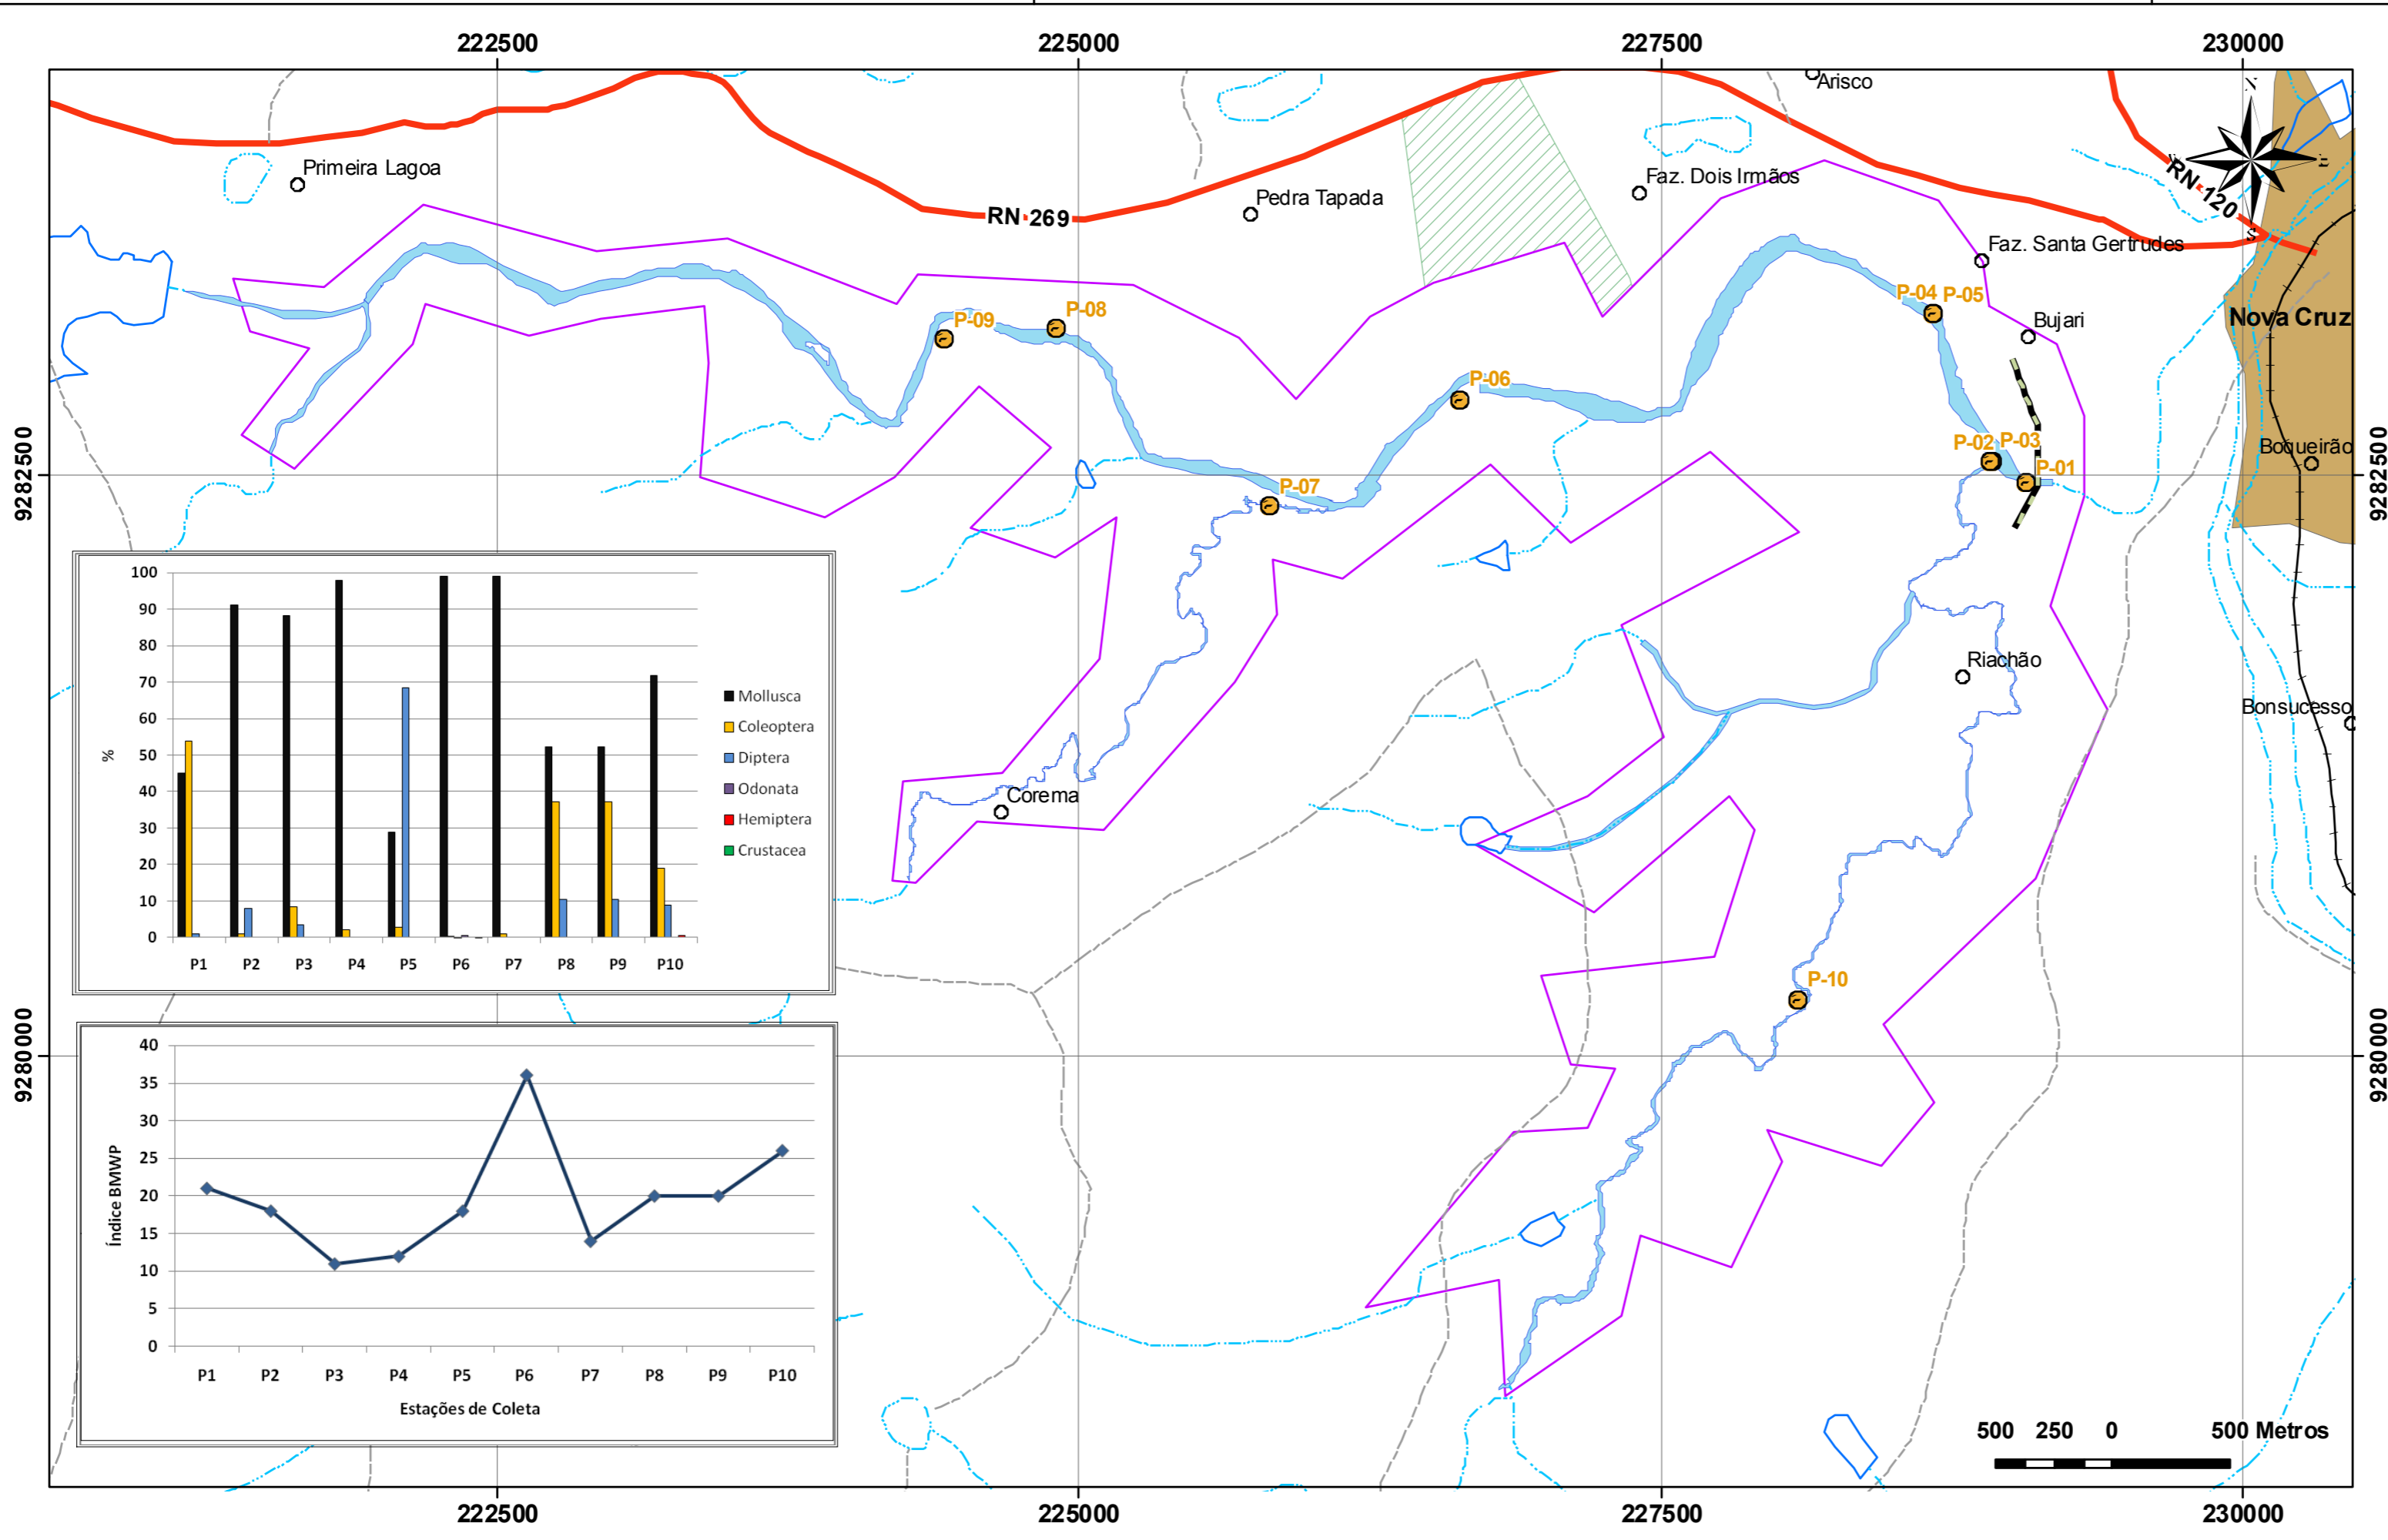 222500 225000 227500 230000
Arisco
Primeira Lagoa
Pedra Tapada
Faz. Dois Irmãos
RN-120
N
E
S
RN-269
Faz. Santa Gertrudes
P-04 P-05
P-09
P-08
Bujari
Nova Cruz
P-06
P-02 P-03
Boqueirão
P-01
9282500
9282500
P-07
Riachão
Bonsucesso
Corema
P-10
9280000
9280000
100
90
80
70
60
50
40
30
20
10
0
%
P1 P2 P3 P4 P5 P6 P7 P8 P9 P10
Mollusca
Coleoptera
Diptera
Odonata
Hemiptera
Crustacea
40
35
30
25
20
15
10
5
0
Índice BMWP
P1 P2 P3 P4 P5 P6 P7 P8 P9 P10
Estações de Coleta
500 250 0 500 Metros
222500 225000 227500 230000